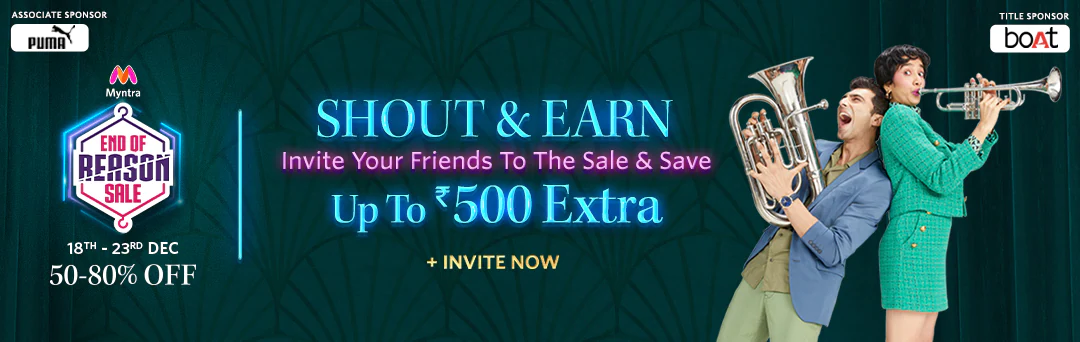 ASSOCIATE SPONSOR
PUMA
Myntra
END OF
REASON
SALE
18TH - 23RD DEC
50-80% OFF
SHOUT & EARN
Invite Your Friends To The Sale & Save
Up To ₹500 Extra
+ INVITE NOW
TITLE SPONSOR
boAt